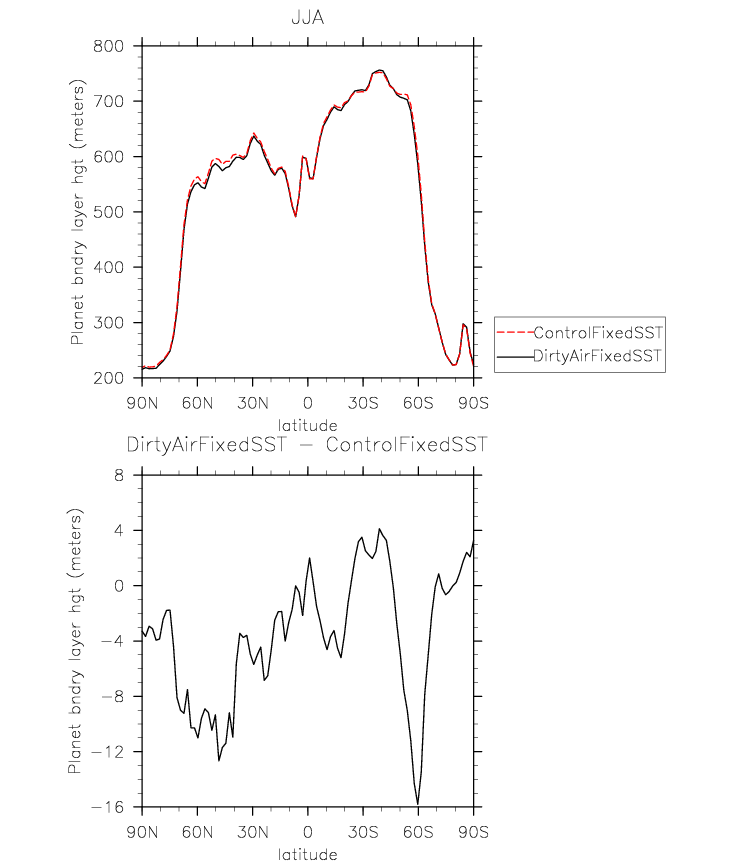 JJA
800
700
600
500
400
300
200
Planet bndry layer hgt (meters)
90N 60N 30N 0 30S 60S 90S
latitude
ControlFixedSST
DirtyAirFixedSST
DirtyAirFixedSST − ControlFixedSST
8
4
0
−4
−8
−12
−16
Planet bndry layer hgt (meters)
90N 60N 30N 0 30S 60S 90S
latitude